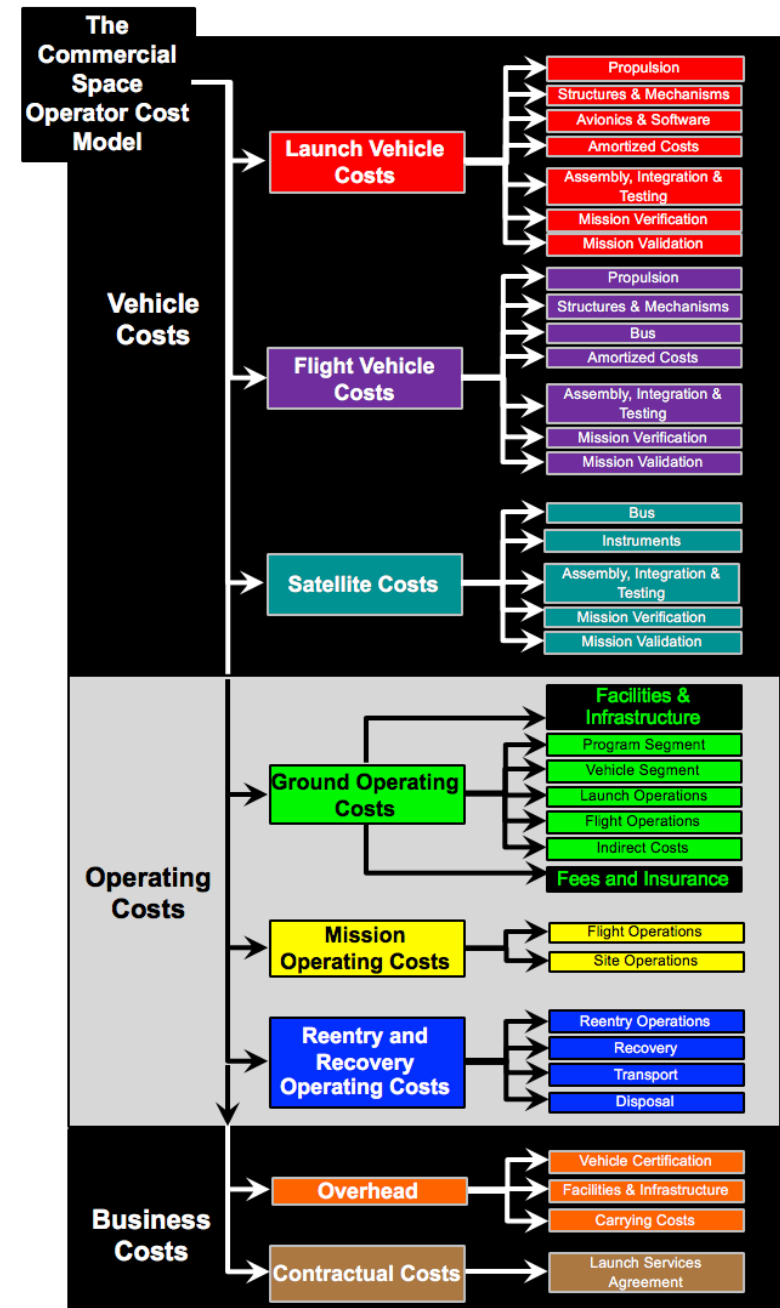 The
Commercial
Space
Operator Cost
Model
Vehicle
Costs
Launch Vehicle
Costs
Propulsion
Structures & Mechanisms
Avionics & Software
Amortized Costs
Assembly, Integration &
Testing
Mission Verification
Mission Validation
Flight Vehicle
Costs
Propulsion
Structures & Mechanisms
Bus
Amortized Costs
Assembly, Integration &
Testing
Mission Verification
Mission Validation
Satellite Costs
Bus
Instruments
Assembly, Integration &
Testing
Mission Verification
Mission Validation
Operating
Costs
Ground Operating
Costs
Facilities &
Infrastructure
Program Segment
Vehicle Segment
Launch Operations
Flight Operations
Indirect Costs
Fees and Insurance
Mission
Operating Costs
Flight Operations
Site Operations
Reentry and
Recovery
Operating Costs
Reentry Operations
Recovery
Transport
Disposal
Business
Costs
Overhead
Vehicle Certification
Facilities & Infrastructure
Carrying Costs
Contractual Costs
Launch Services
Agreement